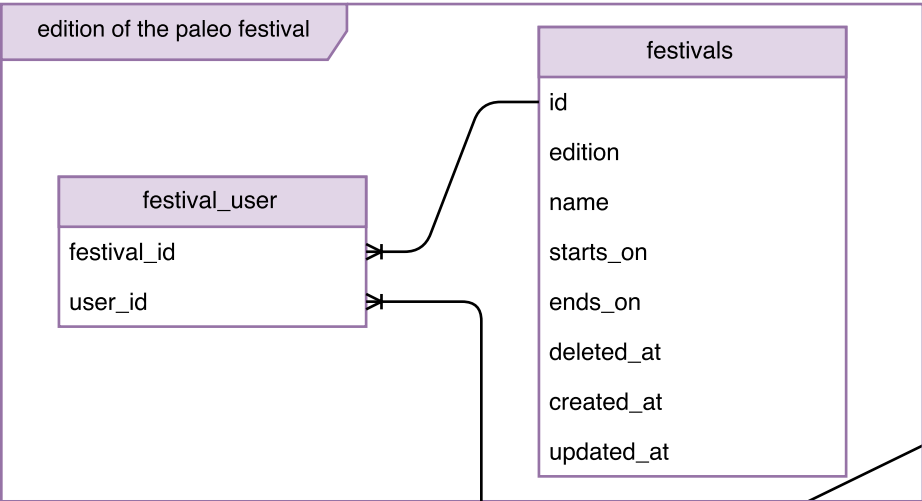 edition of the paleo festival
festivals
id
edition
name
starts_on
ends_on
deleted_at
created_at
updated_at
festival_user
festival_id
user_id